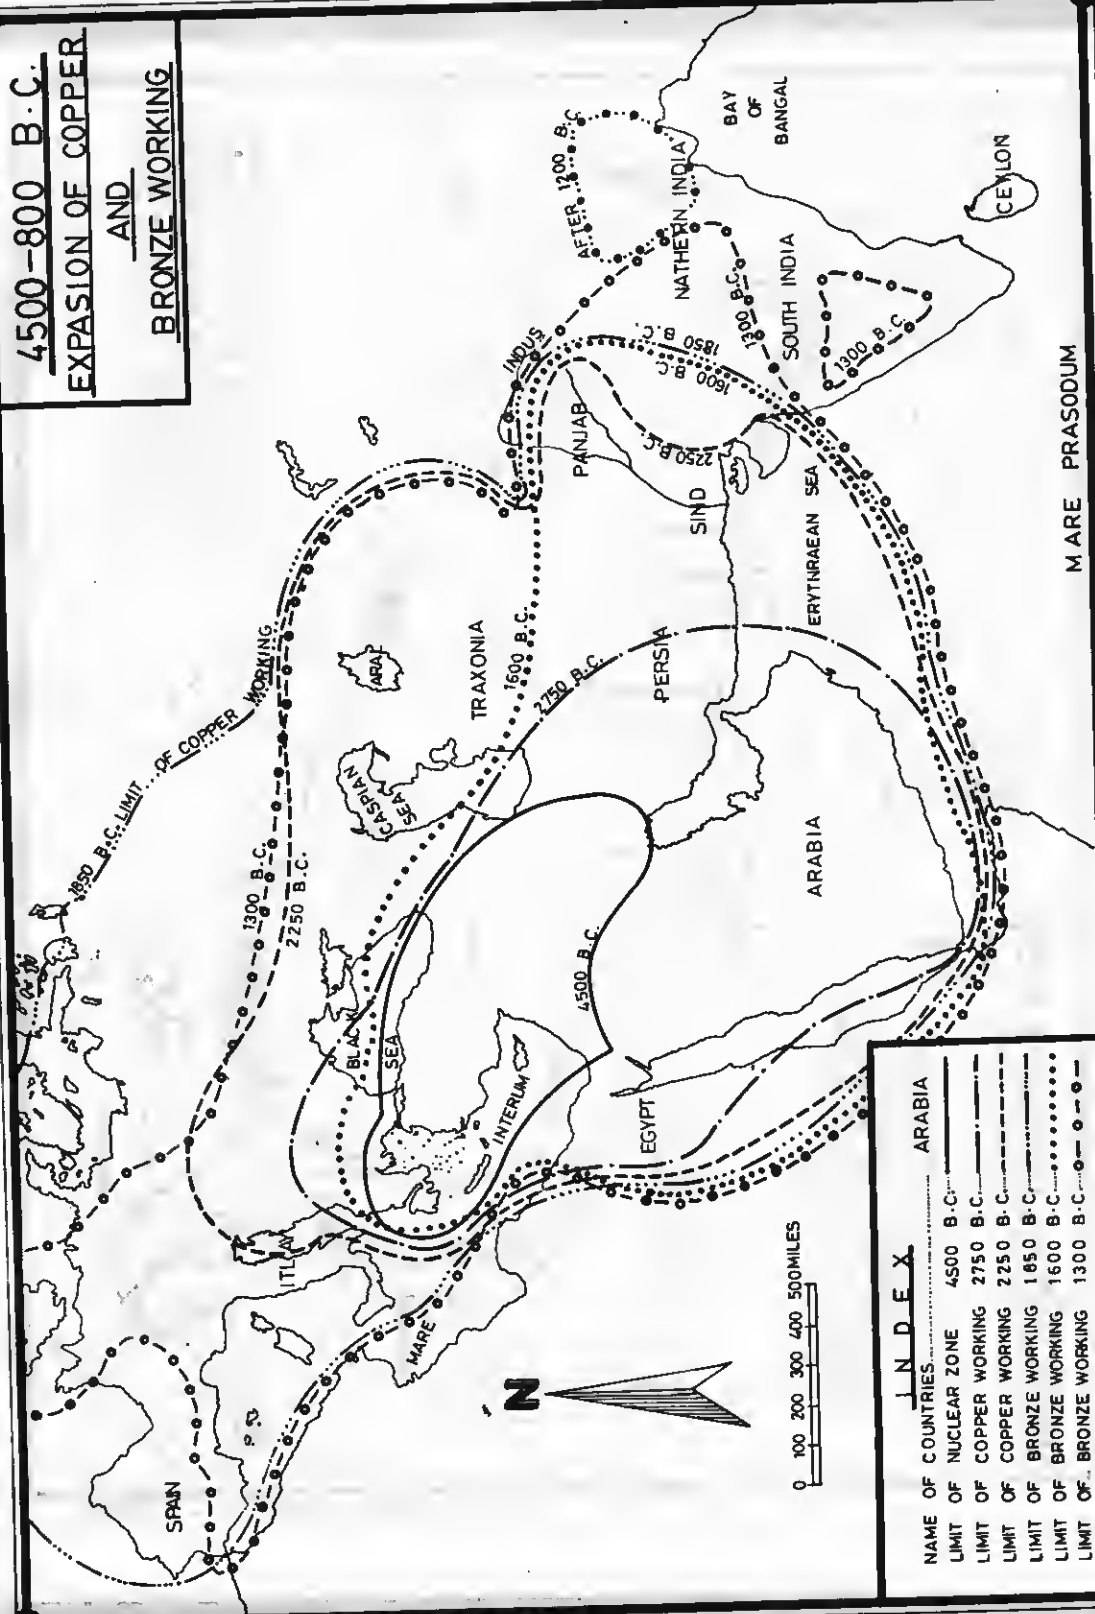 4500-800 B.C.
EXPASION OF COPPER
AND
BRONZE WORKING
1850 B.C. LIMIT OF COPPER WORKING
1300 B.C.
2250 B.C.
ARAL
CASPIAN
SEA
TRAXONIA
1600 B.C.
2750 B.C.
BLACK
SEA
4500 B.C.
INTERUM
MARE
ITLAY
SPAIN
EGYPT
ARABIA
PERSIA
SIND
PANJAB
INDUS
2250 B.C.
1600 B.C.
1850 B.C.
1300 B.C.
AFTER 1200 B.C
NATHERN INDIA
SOUTH INDIA
1300 B.C.
BAY
OF
BANGAL
CEYLON
ERYTNRAEAN SEA
MARE PRASODUM
N
0 100 200 300 400 500MILES
INDEX
NAME OF COUNTRIES ARABIA
LIMIT OF NUCLEAR ZONE 4500 B.C.
LIMIT OF COPPER WORKING 2750 B.C.
LIMIT OF COPPER WORKING 2250 B.C.
LIMIT OF BRONZE WORKING 1850 B.C.
LIMIT OF BRONZE WORKING 1600 B.C.
LIMIT OF BRONZE WORKING 1300 B.C.